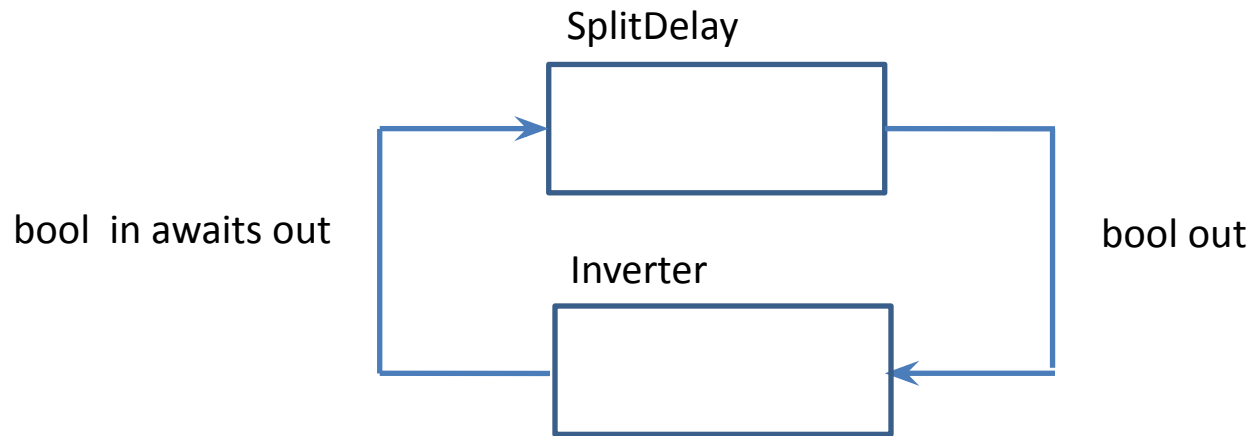 SplitDelay
bool  in awaits out
bool out
Inverter